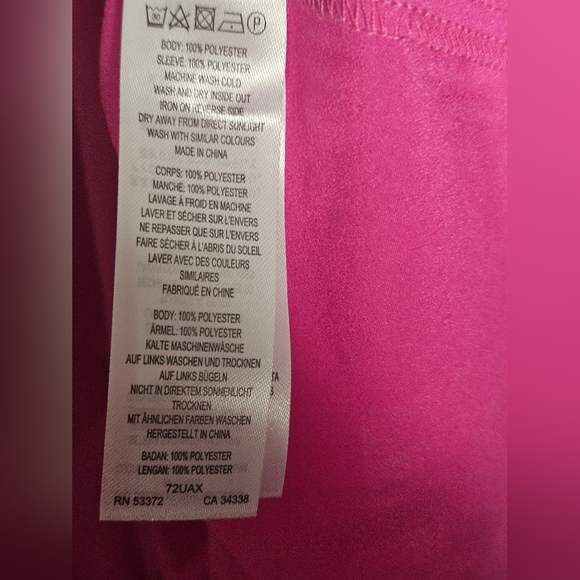 30
P
BODY: 100% POLYESTER
SLEEVE: 100% POLYESTER
MACHINE WASH COLD
WASH AND DRY INSIDE OUT
IRON ON REVERSE SIDE
DRY AWAY FROM DIRECT SUNLIGHT
WASH WITH SIMILAR COLOURS
MADE IN CHINA
CORPS: 100% POLYESTER
MANCHE: 100% POLYESTER
LAVAGE À FROID EN MACHINE
LAVER ET SÉCHER SUR L'ENVERS
NE REPASSER QUE SUR L'ENVERS
FAIRE SÉCHER À L'ABRIS DU SOLEIL
LAVER AVEC DES COULEURS
SIMILAIRES
FABRIQUÉ EN CHINE
BODY: 100% POLYESTER
ÄRMEL: 100% POLYESTER
KALTE MASCHINENWÄSCHE
AUF LINKS WASCHEN UND TROCKNEN
AUF LINKS BÜGELN
NICHT IN DIREKTEM SONNENLICHT
TROCKNEN
MIT ÄHNLICHEN FARBEN WASCHEN
HERGESTELLT IN CHINA
BADAN: 100% POLYESTER
LENGAN: 100% POLYESTER
72UAX
RN 53372 CA 34338